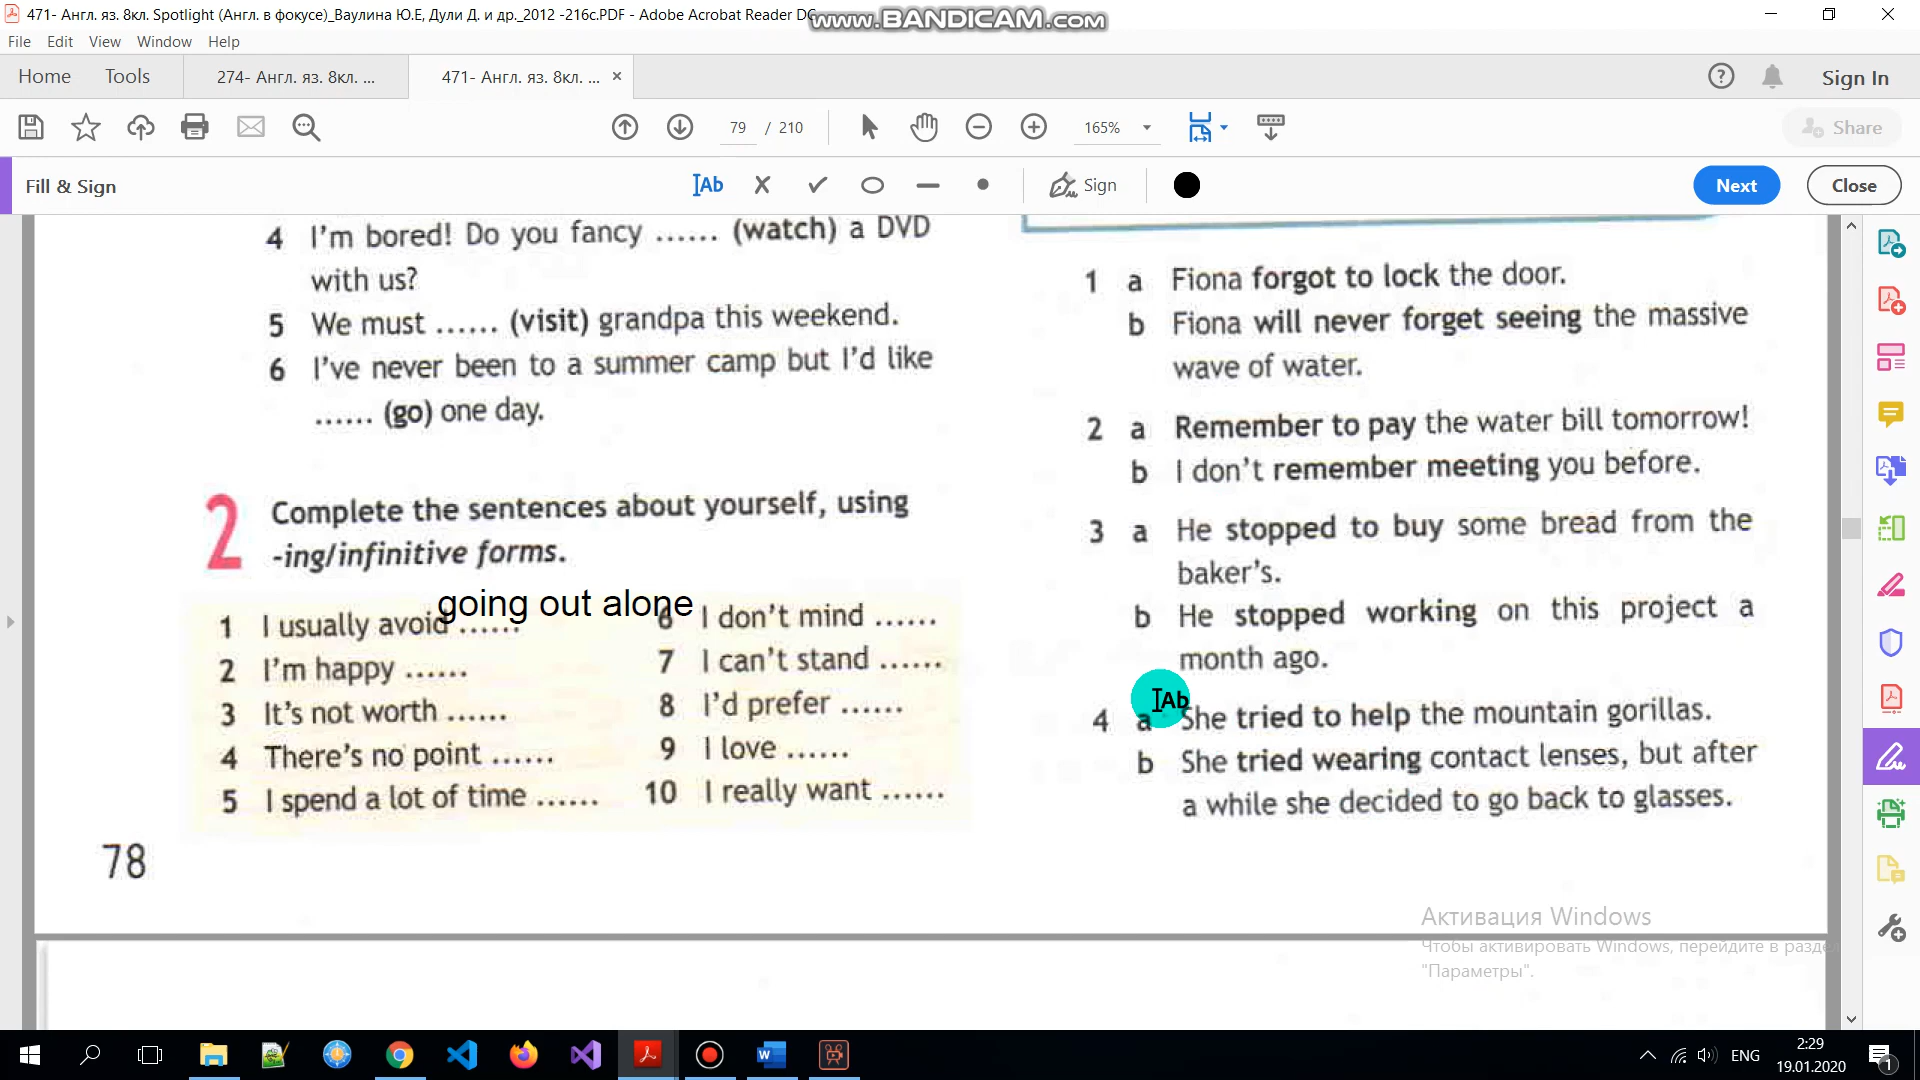 471- Англ. яз. 8кл. Spotlight (Англ. в фокусе)_Ваулина Ю.Е, Дули Д. и др._2012 -216с.PDF - Adobe Acrobat Reader DC
www.BANDICAM.com
File Edit View Window Help
Home Tools 274- Англ. яз. 8кл. ... 471- Англ. яз. 8кл. ... × Sign In
79 / 210 165% Share
Fill & Sign Ab Sign Next Close
4 I'm bored! Do you fancy ...... (watch) a DVD
with us?
5 We must ...... (visit) grandpa this weekend.
6 I've never been to a summer camp but I'd like
...... (go) one day.
2 Complete the sentences about yourself, using
-ing/infinitive forms.
going out alone
1 I usually avoid ......
2 I'm happy ......
3 It's not worth ......
4 There's no point ......
5 I spend a lot of time ......
6 I don't mind ......
7 I can't stand ......
8 I'd prefer ......
9 I love ......
10 I really want ......
78
1 a Fiona forgot to lock the door.
b Fiona will never forget seeing the massive
wave of water.
2 a Remember to pay the water bill tomorrow!
b I don't remember meeting you before.
3 a He stopped to buy some bread from the
baker's.
b He stopped working on this project a
month ago.
Ab
4 a She tried to help the mountain gorillas.
b She tried wearing contact lenses, but after
a while she decided to go back to glasses.
Активация Windows
Чтобы активировать Windows, перейдите в раздел
"Параметры".
ENG
2:29
19.01.2020
1